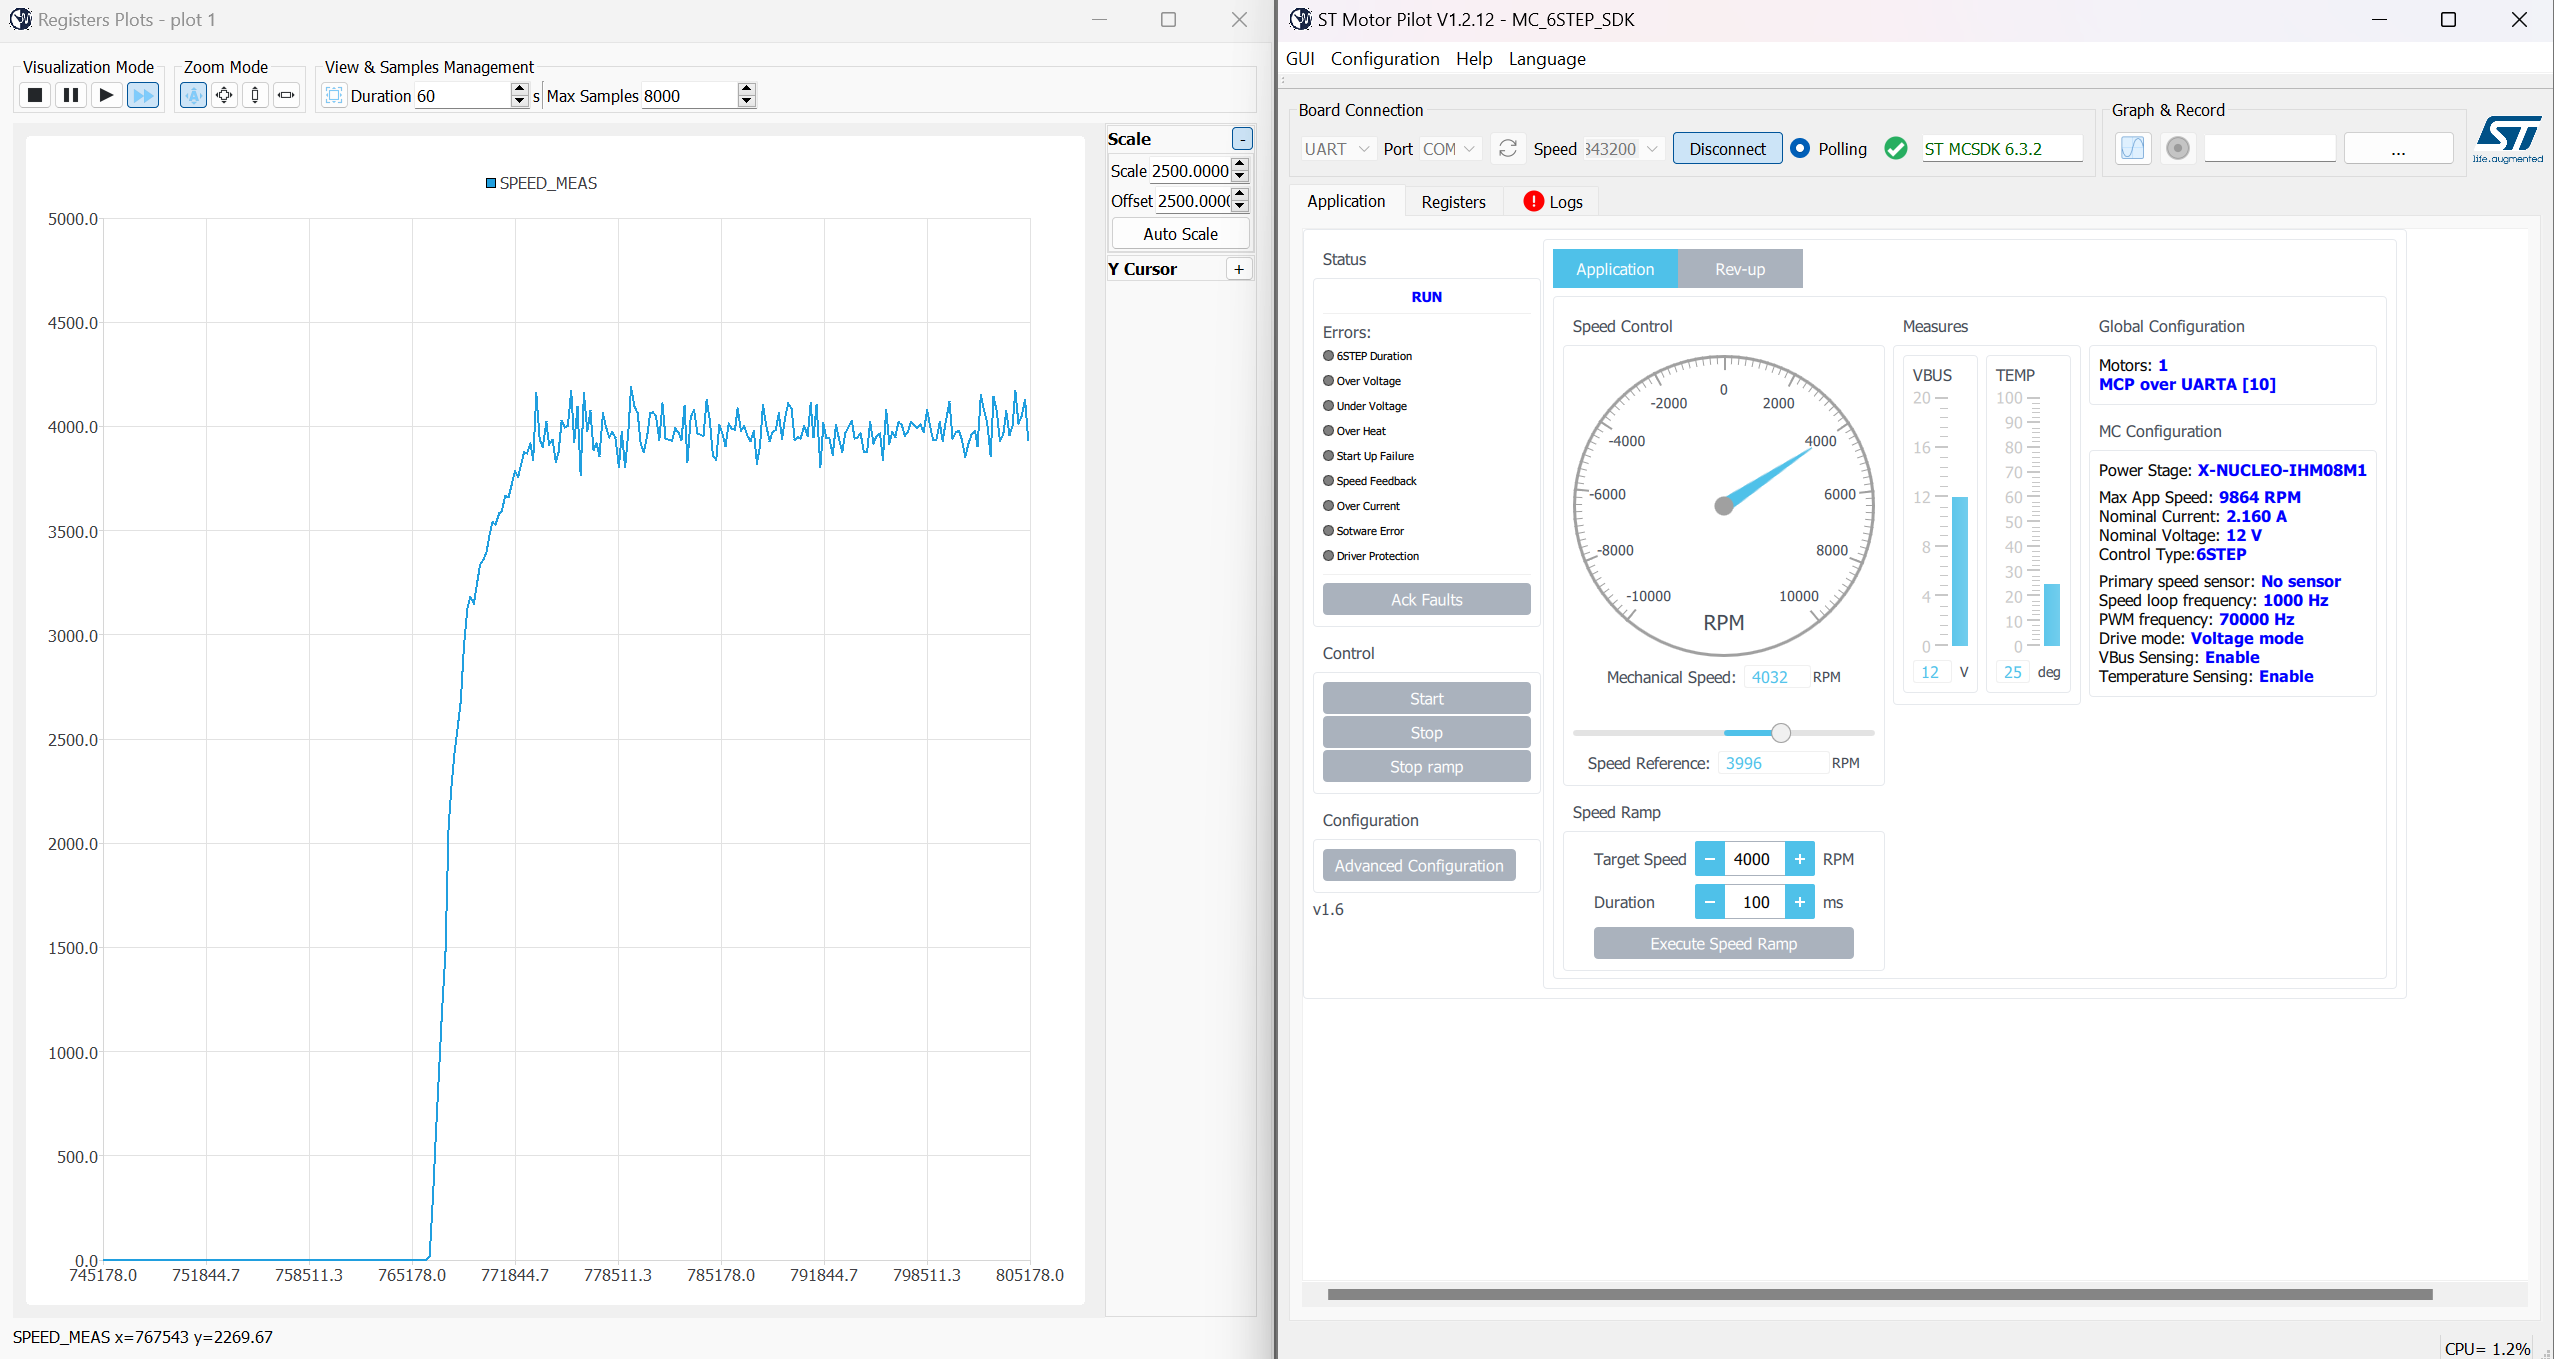 Registers Plots - plot 1
Visualization Mode
Zoom Mode
View & Samples Management
Duration 60 s
Max Samples 8000
SPEED_MEAS
5000.0
4500.0
4000.0
3500.0
3000.0
2500.0
2000.0
1500.0
1000.0
500.0
0.0
745178.0 751844.7 758511.3 765178.0 771844.7 778511.3 785178.0 791844.7 798511.3 805178.0
Scale -
Scale 2500.0000
Offset 2500.000
Auto Scale
Y Cursor +
SPEED_MEAS x=767543 y=2269.67
ST Motor Pilot V1.2.12 - MC_6STEP_SDK
GUI Configuration Help Language
Board Connection
UART Port COM Speed 343200 Disconnect Polling ST MCSDK 6.3.2
Graph & Record
...
ST
life.augmented
Application Registers ! Logs
Status
RUN
Errors:
6STEP Duration
Over Voltage
Under Voltage
Over Heat
Start Up Failure
Speed Feedback
Over Current
Sotware Error
Driver Protection
Ack Faults
Control
Start
Stop
Stop ramp
Configuration
Advanced Configuration
v1.6
Application Rev-up
Speed Control
0
-2000 2000
-4000 4000
-6000 6000
-8000 8000
-10000 10000
RPM
Mechanical Speed: 4032 RPM
Speed Reference: 3996 RPM
Speed Ramp
Target Speed − 4000 + RPM
Duration − 100 + ms
Execute Speed Ramp
Measures
VBUS
20
16
12
8
4
0
12 V
TEMP
100
90
80
70
60
50
40
30
20
10
0
25 deg
Global Configuration
Motors: 1
MCP over UARTA [10]
MC Configuration
Power Stage: X-NUCLEO-IHM08M1
Max App Speed: 9864 RPM
Nominal Current: 2.160 A
Nominal Voltage: 12 V
Control Type:6STEP
Primary speed sensor: No sensor
Speed loop frequency: 1000 Hz
PWM frequency: 70000 Hz
Drive mode: Voltage mode
VBus Sensing: Enable
Temperature Sensing: Enable
CPU= 1.2%